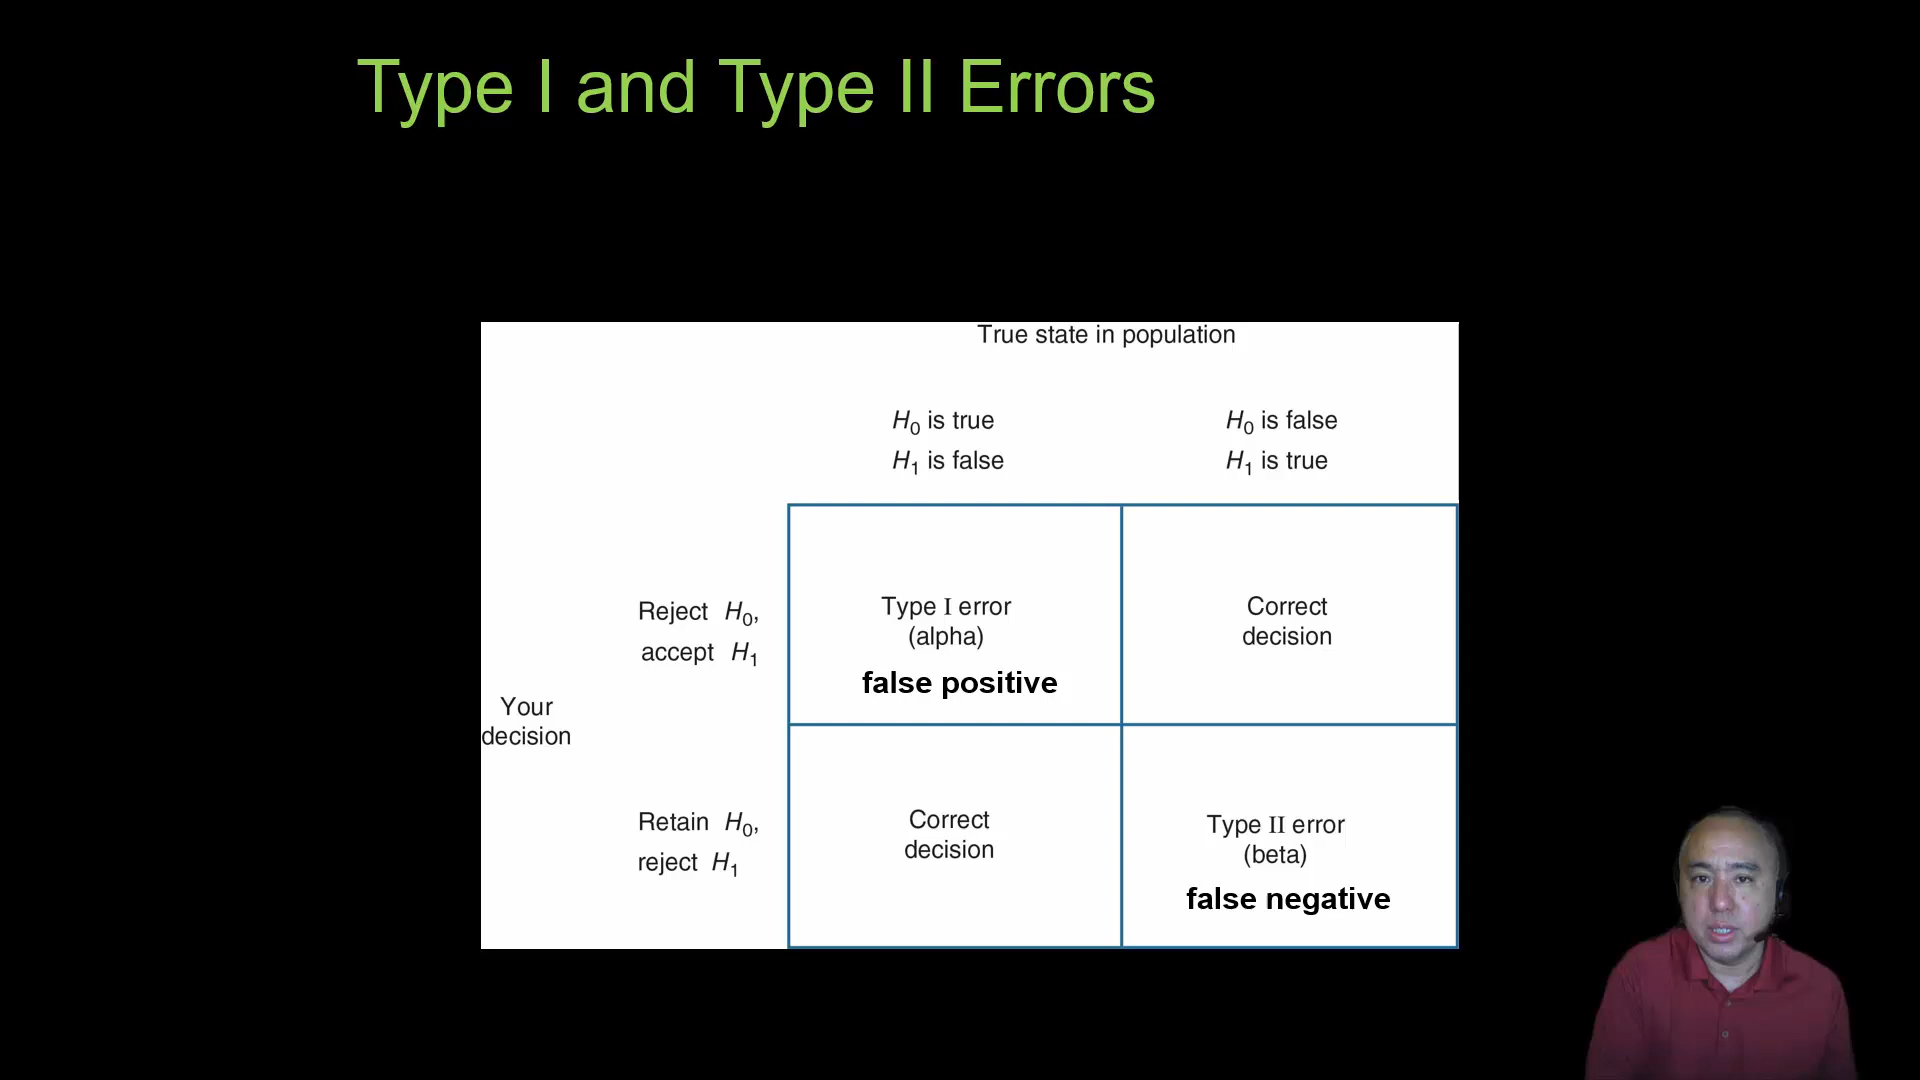 Type I and Type II Errors
True state in population
H0 is true
H0 is false
H1 is false
H1 is true
Reject H0,
accept H1
Type I error
(alpha)
false positive
Correct
decision
Your
decision
Retain H0,
reject H1
Correct
decision
Type II error
(beta)
false negative